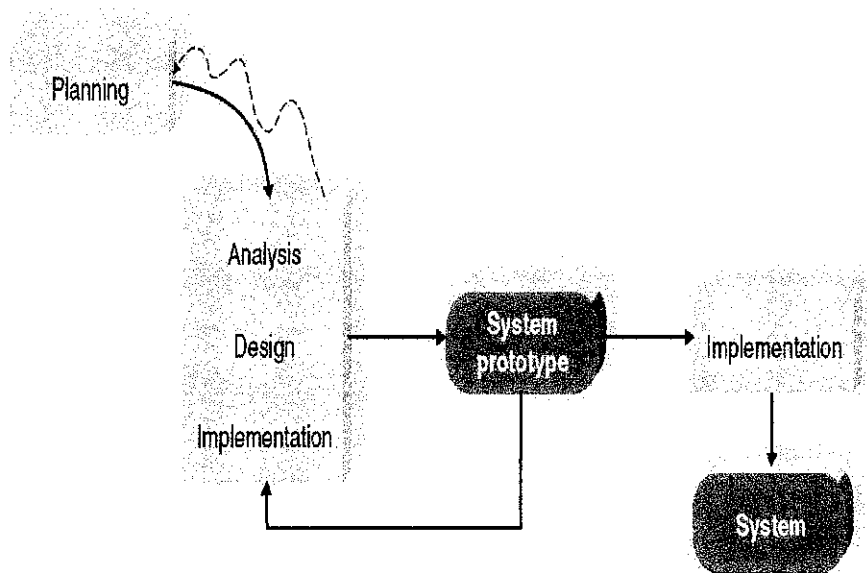 Planning
Analysis
Design
Implementation
System
prototype
Implementation
System